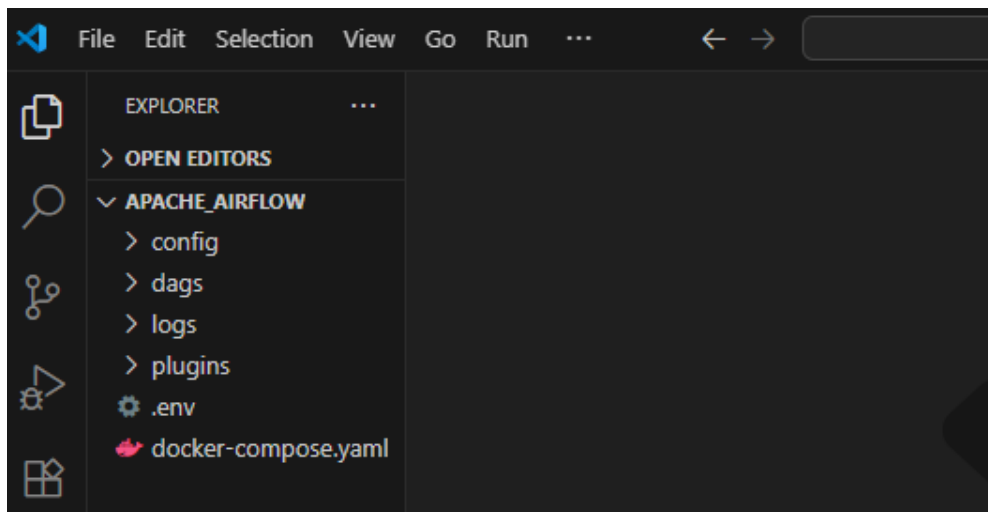 File Edit Selection View Go Run ...
EXPLORER ...
OPEN EDITORS
APACHE_AIRFLOW
config
dags
logs
plugins
.env
docker-compose.yaml